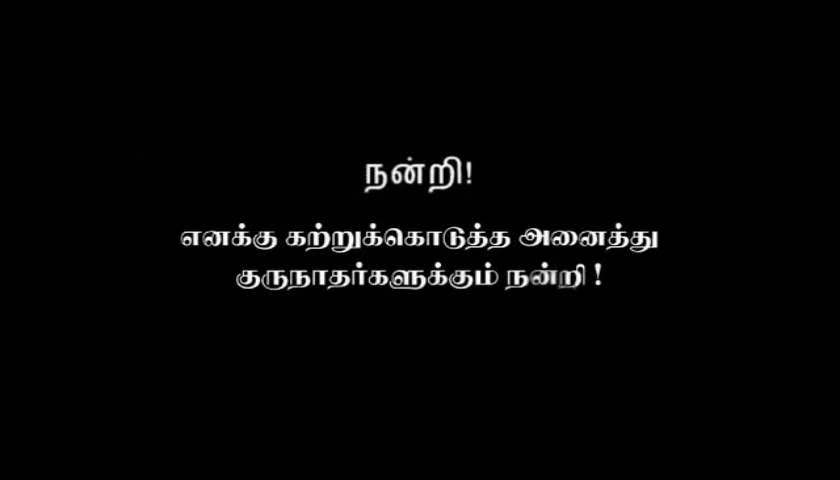 நன்றி!
எனக்கு கற்றுக்கொடுத்த அனைத்து
குருநாதர்களுக்கும் நன்றி !